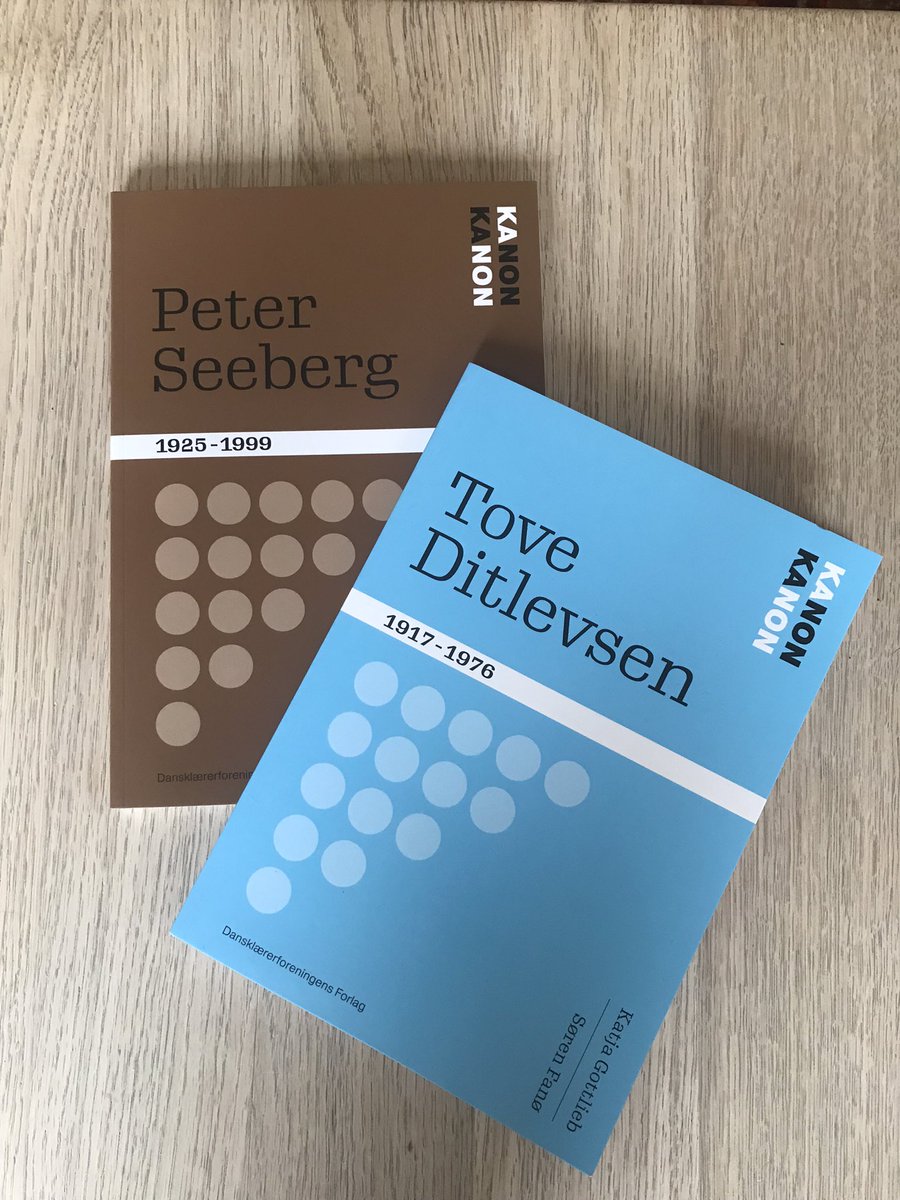 KANON
KANON
Peter
Seeberg
1925-1999
Dansklærerforenin
Tove
Ditlevsen
KANON
KANON
1917-1976
Dansklærerforeningens Forlag
Katja Gottlieb
Søren Fanø